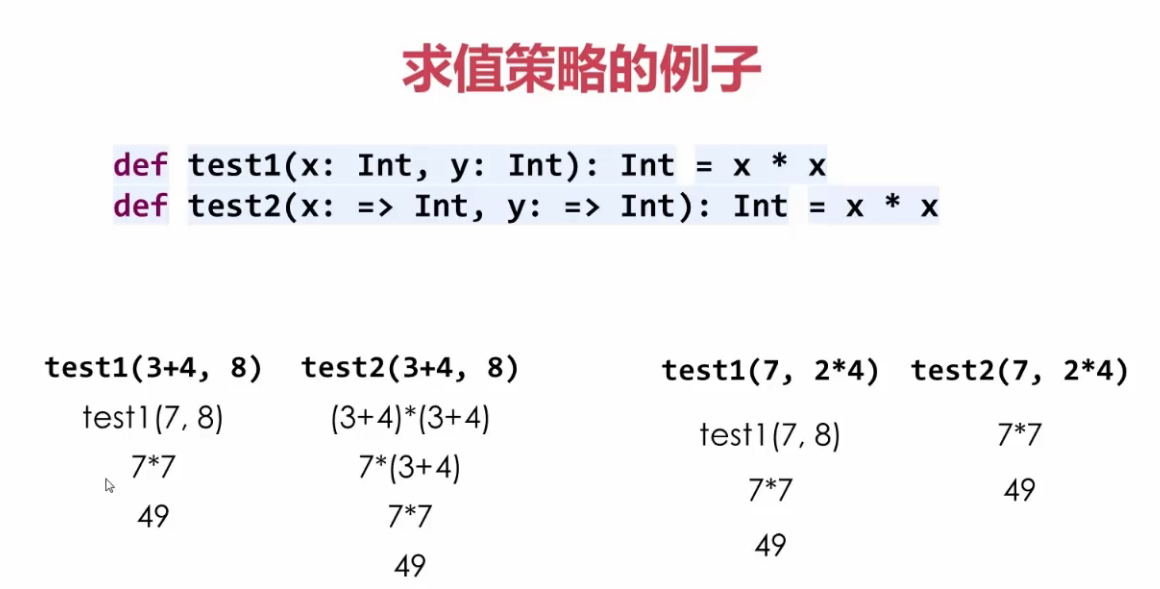 求值策略的例子
def test1(x: Int, y: Int): Int = x * x
def test2(x: => Int, y: => Int): Int = x * x
test1(3+4, 8)
test1(7, 8)
7*7
49
test2(3+4, 8)
(3+4)*(3+4)
7*(3+4)
7*7
49
test1(7, 2*4)
test1(7, 8)
7*7
49
test2(7, 2*4)
7*7
49